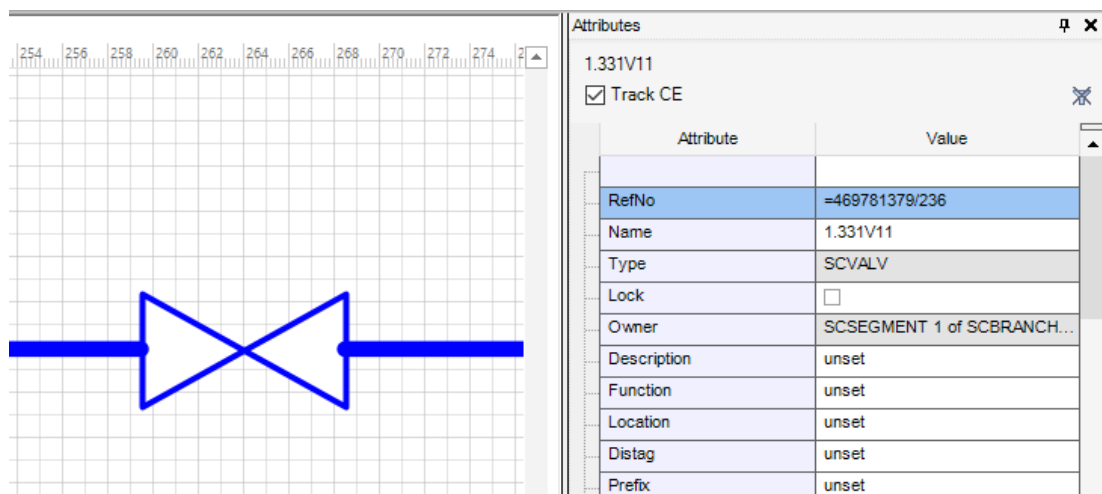 254 256 258 260 262 264 266 268 270 272 274 2
Attributes
1.331V11
Track CE
Attribute Value
RefNo =469781379/236
Name 1.331V11
Type SCVALV
Lock
Owner SCSEGMENT 1 of SCBRANCH...
Description unset
Function unset
Location unset
Distag unset
Prefix unset